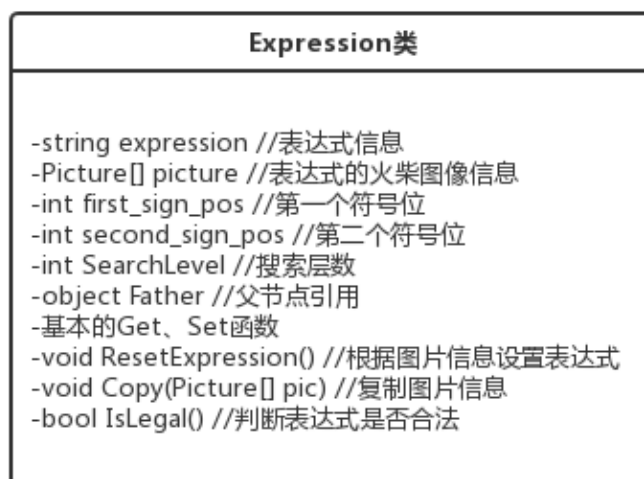 Expression类
-string expression //表达式信息
-Picture[] picture //表达式的火柴图像信息
-int first_sign_pos //第一个符号位
-int second_sign_pos //第二个符号位
-int SearchLevel //搜索层数
-object Father //父节点引用
-基本的Get、Set函数
-void ResetExpression() //根据图片信息设置表达式
-void Copy(Picture[] pic) //复制图片信息
-bool IsLegal() //判断表达式是否合法